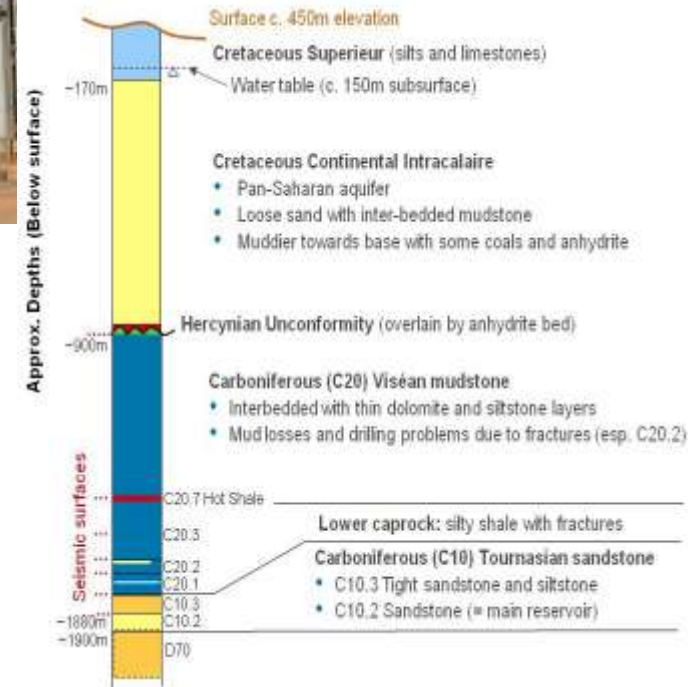 Surface c. 450m elevation
Cretaceous Superieur (silts and limestones)
Water table (c. 150m subsurface)
~170m
Approx. Depths (Below surface)
Cretaceous Continental Intracalaire
• Pan-Saharan aquifer
• Loose sand with inter-bedded mudstone
• Muddier towards base with some coals and anhydrite
Hercynian Unconformity (overlain by anhydrite bed)
~900m
Carboniferous (C20) Viséan mudstone
• Interbedded with thin dolomite and siltstone layers
• Mud losses and drilling problems due to fractures (esp. C20.2)
Seismic surfaces
C20.7 Hot Shale
Lower caprock: silty shale with fractures
C20.3
C20.2
C20.1
Carboniferous (C10) Tournasian sandstone
• C10.3 Tight sandstone and siltstone
• C10.2 Sandstone (= main reservoir)
C10.3
~1880m
C10.2
~1900m
D70